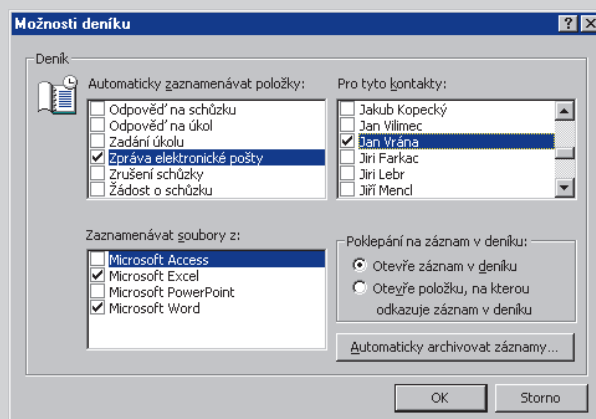 Možnosti deníku
Deník
Automaticky zaznamenávat položky:
Odpověď na schůzku
Odpověď na úkol
Zadání úkolu
Zpráva elektronické pošty
Zrušení schůzky
Žádost o schůzku
Pro tyto kontakty:
Jakub Kopecký
Jan Vilimec
Jan Vrána
Jiri Farkac
Jiri Lebr
Jiří Mencl
Zaznamenávat soubory z:
Microsoft Access
Microsoft Excel
Microsoft PowerPoint
Microsoft Word
Poklepání na záznam v deníku:
Otevře záznam v deníku
Otevře položku, na kterou
odkazuje záznam v deníku
Automaticky archivovat záznamy...
OK
Storno